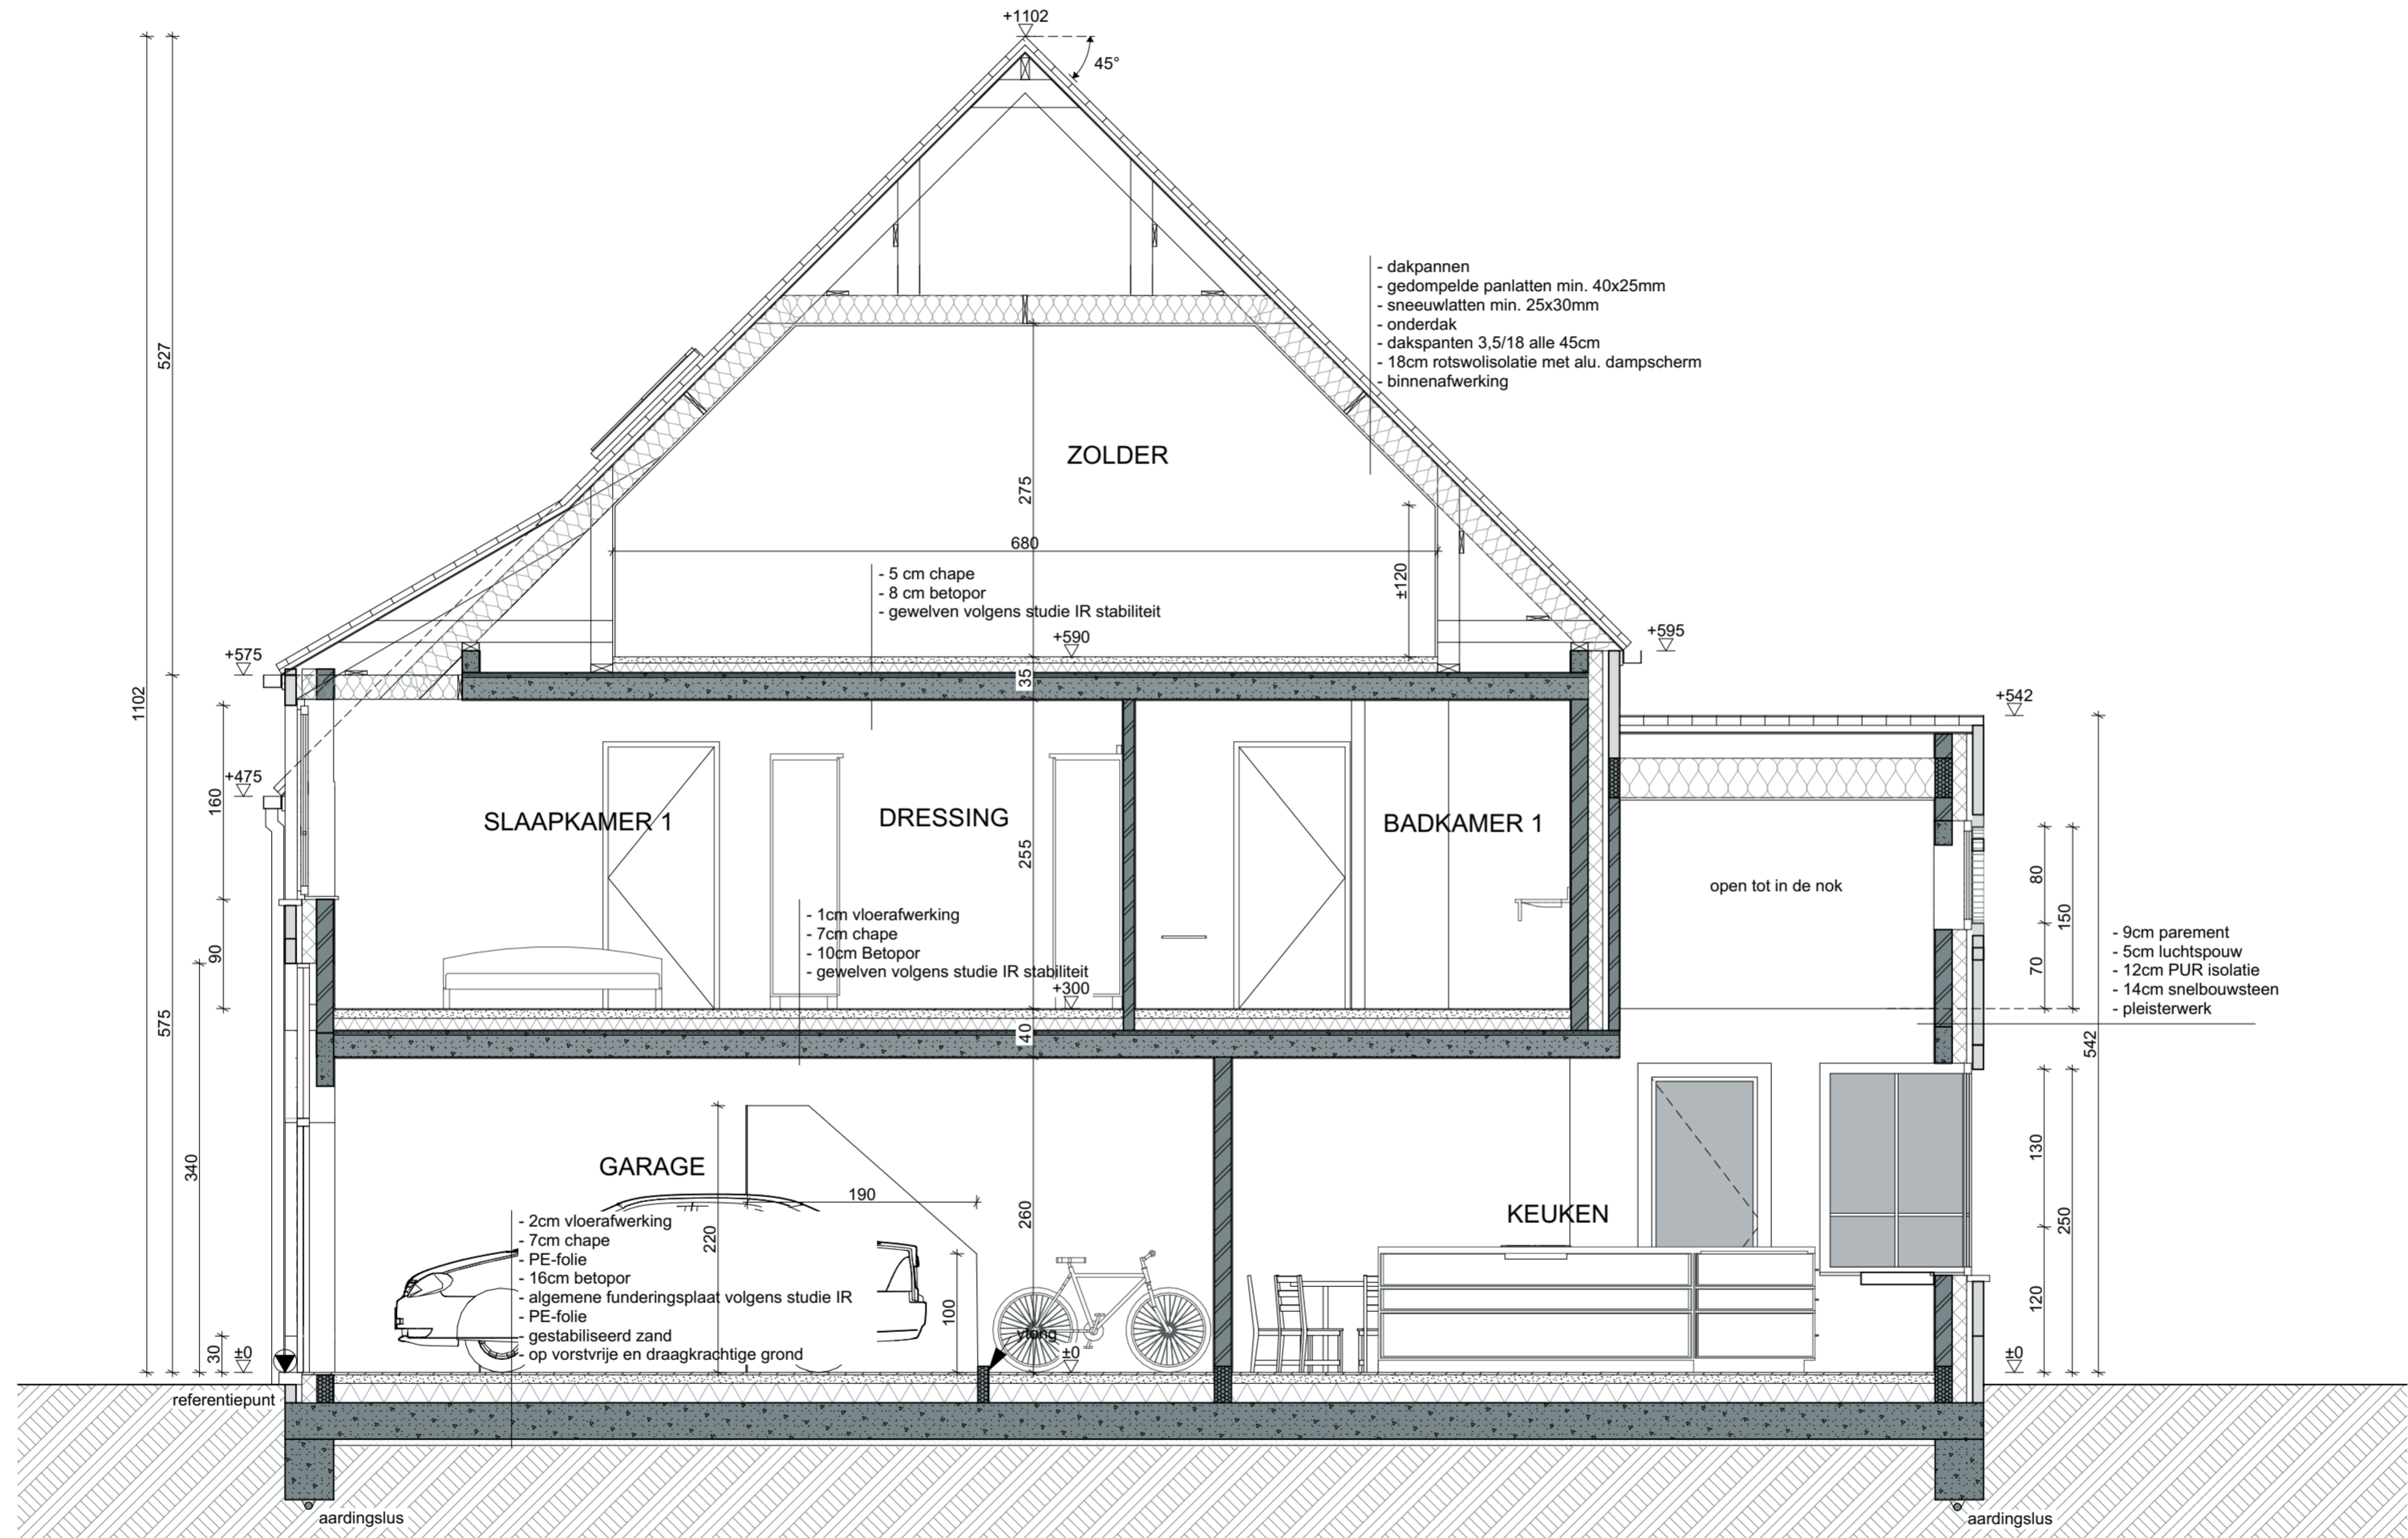 +1102
45°
- dakpannen
- gedompelde panlatten min. 40x25mm
- sneeuwlatten min. 25x30mm
- onderdak
- dakspanten 3,5/18 alle 45cm
- 18cm rotswolisolatie met alu. dampscherm
- binnenafwerking
527
ZOLDER
275
680
±120
- 5 cm chape
- 8 cm betopor
- gewelven volgens studie IR stabiliteit
+590
+595
+575
35
1102
+542
+475
160
SLAAPKAMER 1
DRESSING
BADKAMER 1
255
open tot in de nok
80
150
70
- 9cm parement
- 5cm luchtspouw
- 12cm PUR isolatie
- 14cm snelbouwsteen
- pleisterwerk
- 1cm vloerafwerking
- 7cm chape
- 10cm Betopor
- gewelven volgens studie IR stabiliteit
+300
90
575
40
542
340
GARAGE
190
220
260
KEUKEN
130
250
120
- 2cm vloerafwerking
- 7cm chape
- PE-folie
- 16cm betopor
- algemene funderingsplaat volgens studie IR
- PE-folie
- gestabiliseerd zand
- op vorstvrije en draagkrachtige grond
100
ytong
30
±0
±0
±0
referentiepunt
aardingslus
aardingslus